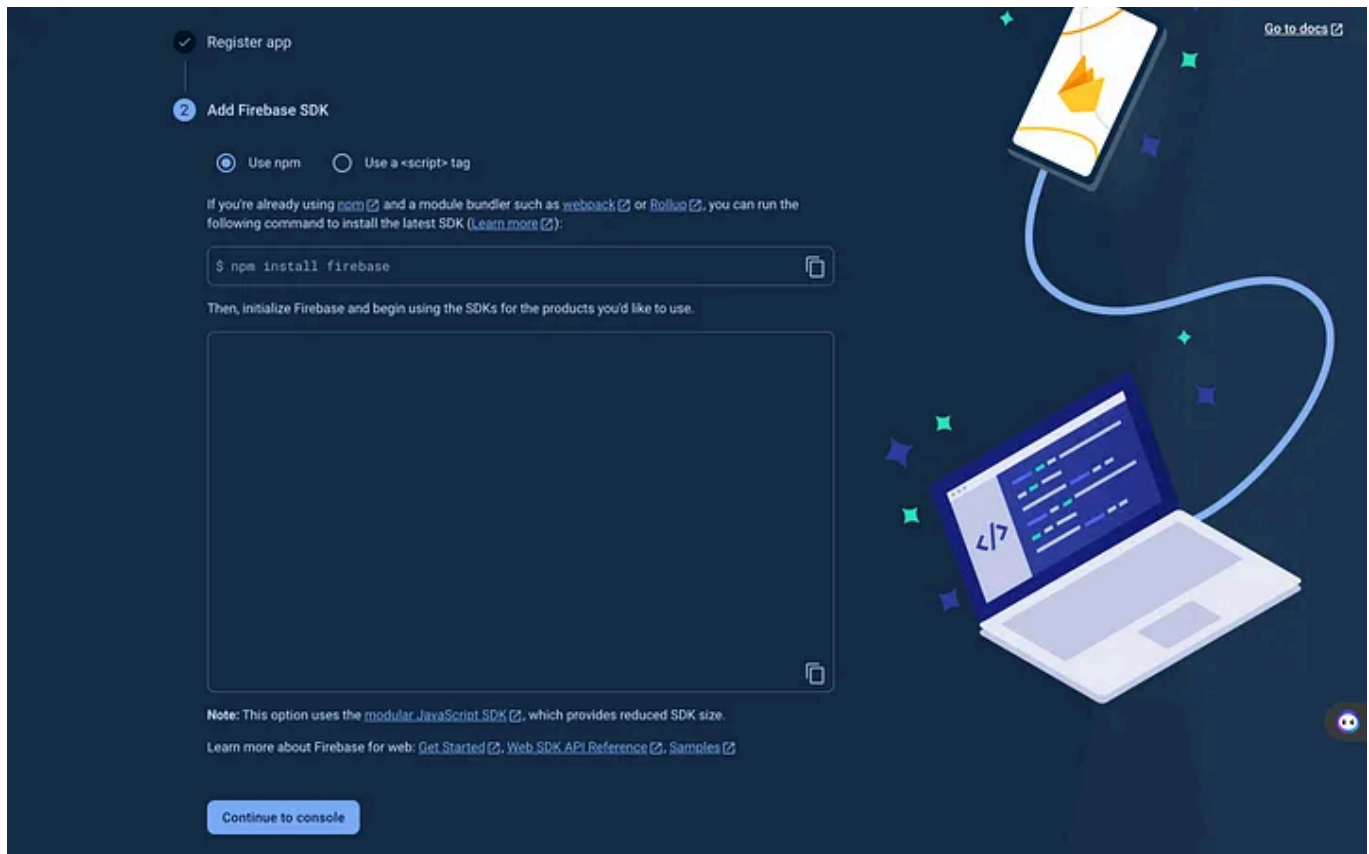 Go to docs
Register app
2 Add Firebase SDK
Use npm Use a <script> tag
If you're already using npm and a module bundler such as webpack or Rollup, you can run the
following command to install the latest SDK (Learn more):
$ npm install firebase
Then, initialize Firebase and begin using the SDKs for the products you'd like to use.
</>
Note: This option uses the modular JavaScript SDK, which provides reduced SDK size.
Learn more about Firebase for web: Get Started, Web SDK API Reference, Samples
Continue to console